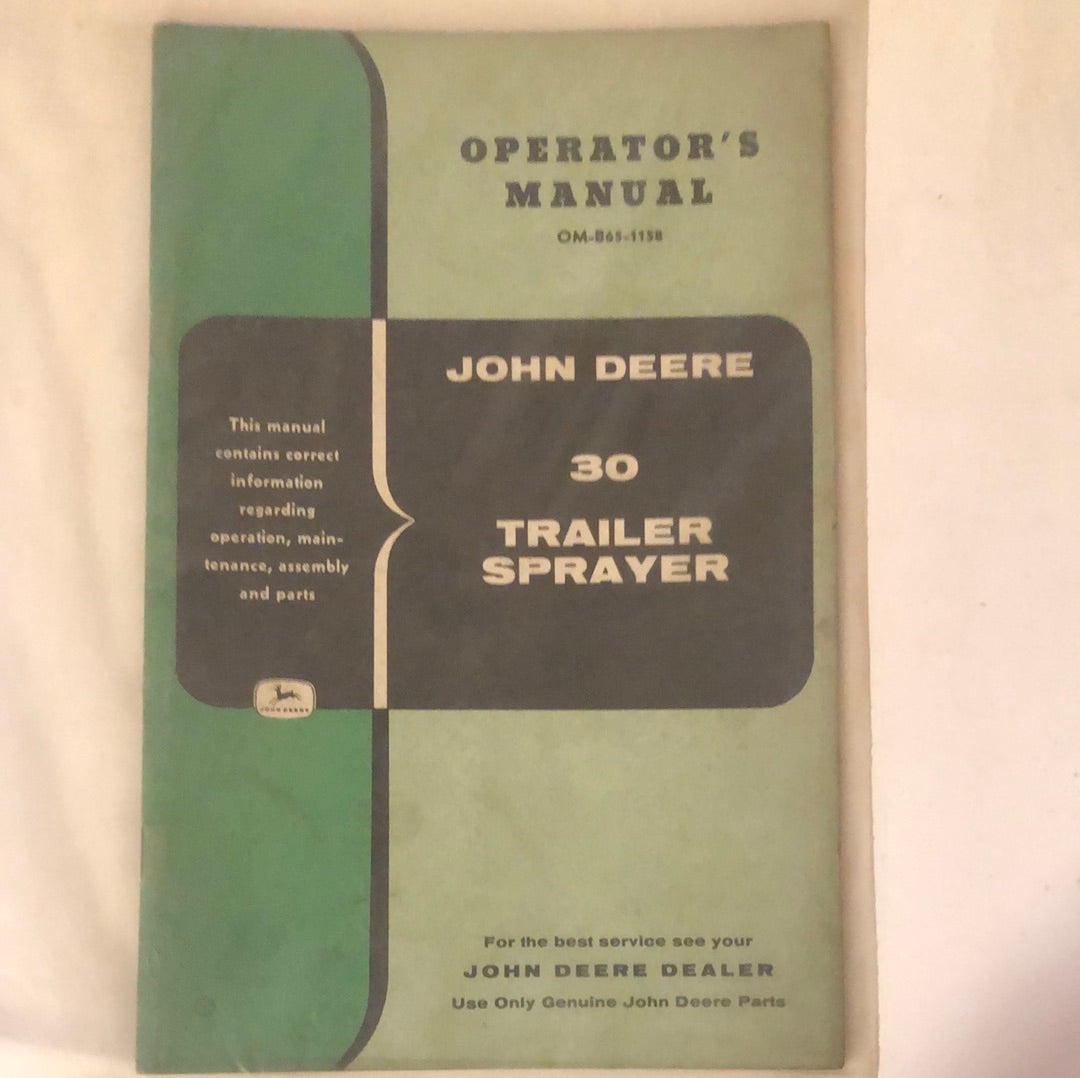 OPERATOR'S
MANUAL
OM-B65-1158
JOHN DEERE
30
TRAILER
SPRAYER
This manual
contains correct
information
regarding
operation, main-
tenance, assembly
and parts
JOHN DEERE
For the best service see your
JOHN DEERE DEALER
Use Only Genuine John Deere Parts